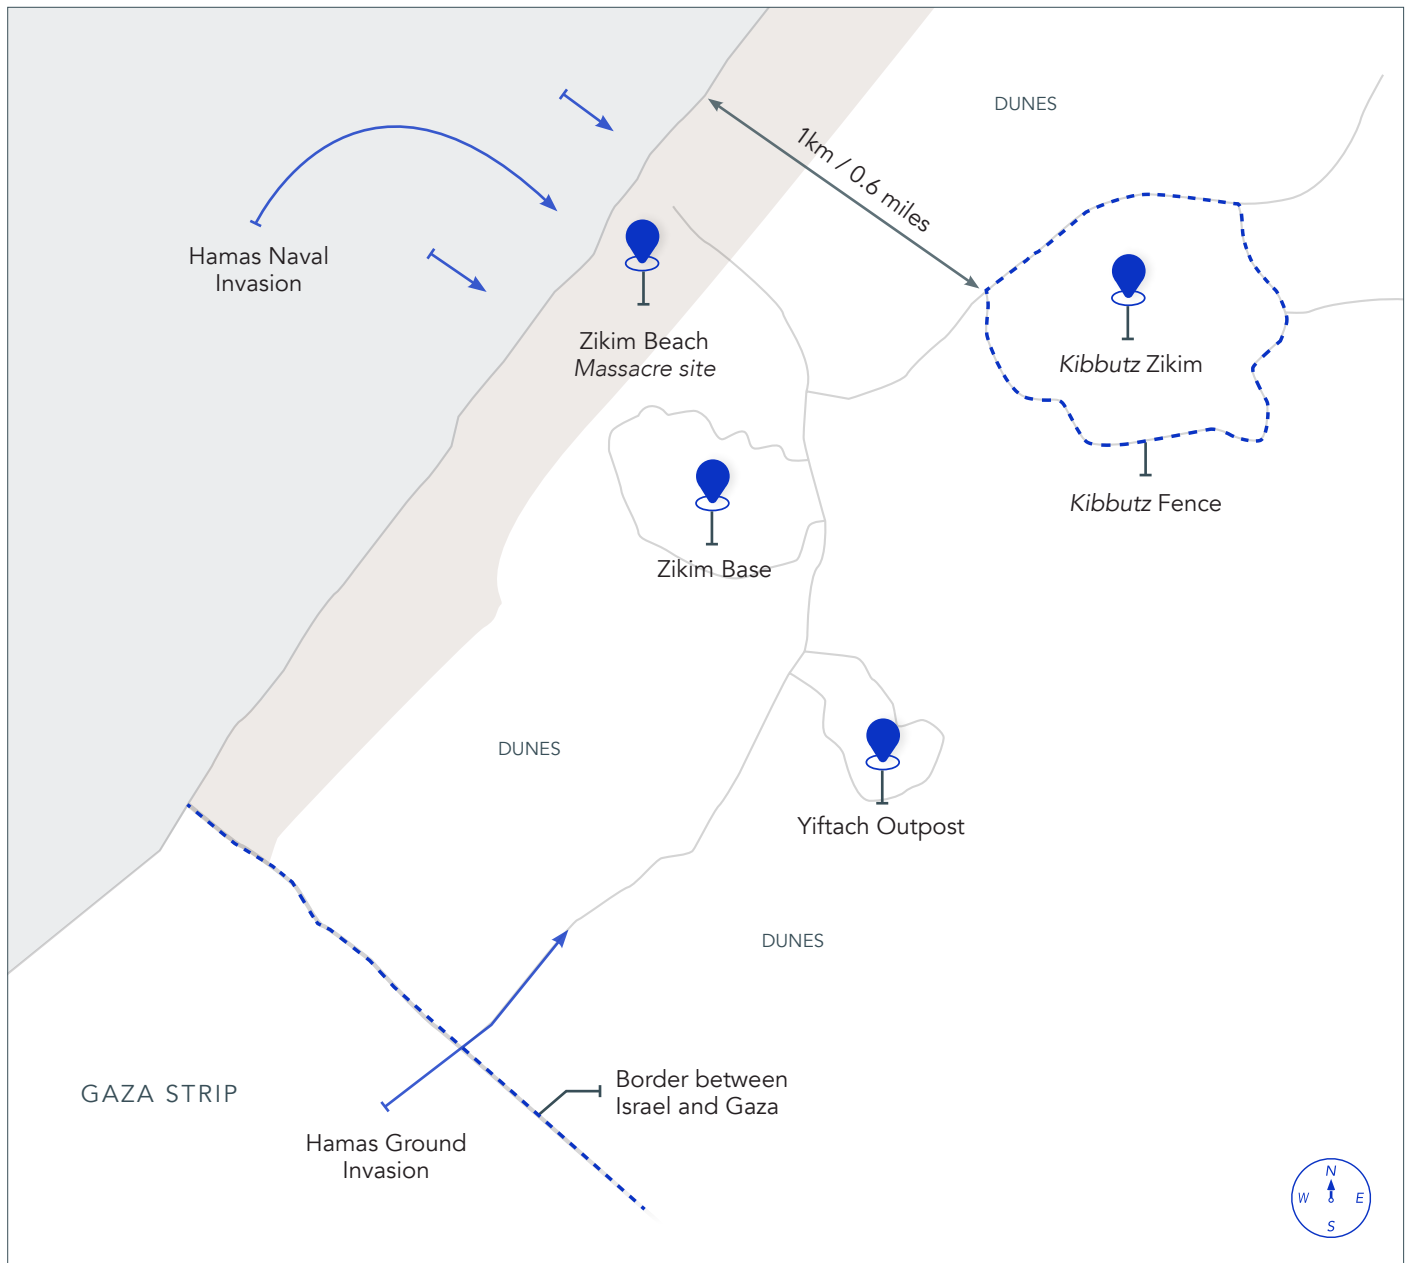 DUNES
1km / 0.6 miles
Hamas Naval
Invasion
Zikim Beach
Massacre site
Kibbutz Zikim
Kibbutz Fence
Zikim Base
DUNES
Yiftach Outpost
DUNES
GAZA STRIP
Border between
Israel and Gaza
Hamas Ground
Invasion
N
W E
S